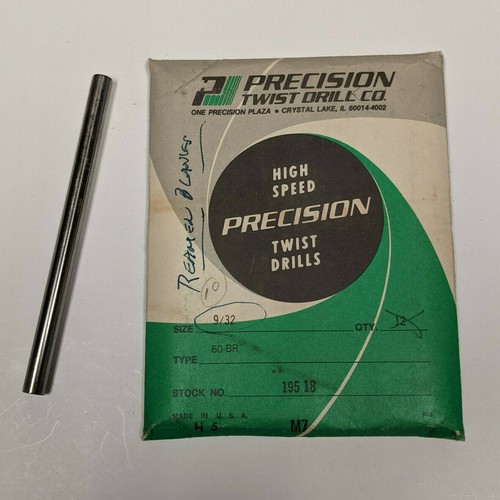 PRECISION
TWIST DRILL CO.
ONE PRECISION PLAZA • CRYSTAL LAKE, IL 60014-4002
REAMER BLANKS
10
HIGH
SPEED
PRECISION
TWIST
DRILLS
SIZE 9/32 QTY. 12
TYPE 60-BR
STOCK NO. 195 18
MADE IN U.S.A.
H S M7